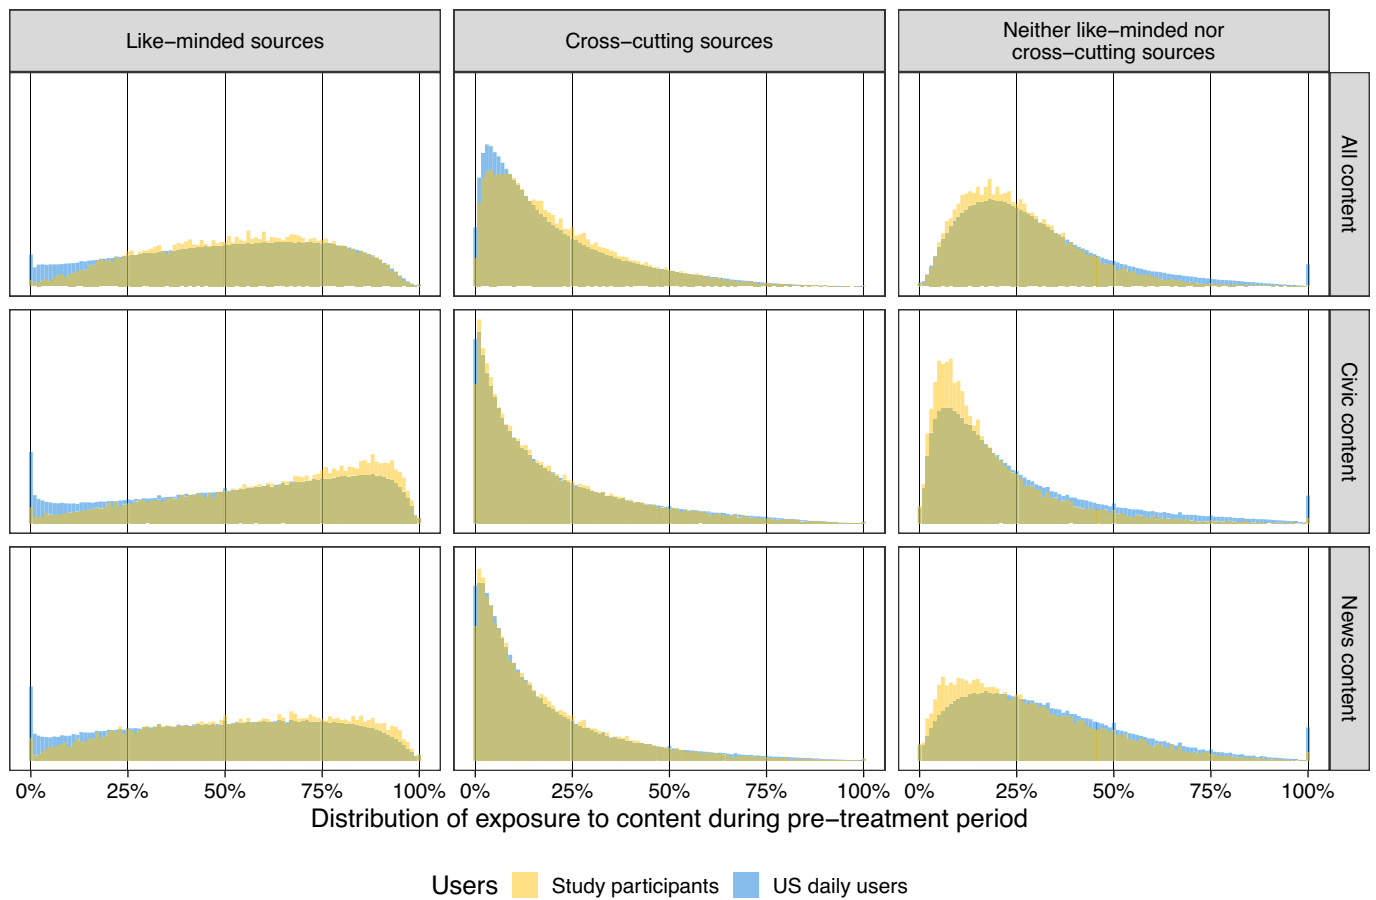 Like−minded sources
Cross−cutting sources
Neither like−minded nor
cross−cutting sources
All content
Civic content
News content
0% 25% 50% 75% 100%
0% 25% 50% 75% 100%
0% 25% 50% 75% 100%
Distribution of exposure to content during pre−treatment period
Users Study participants US daily users